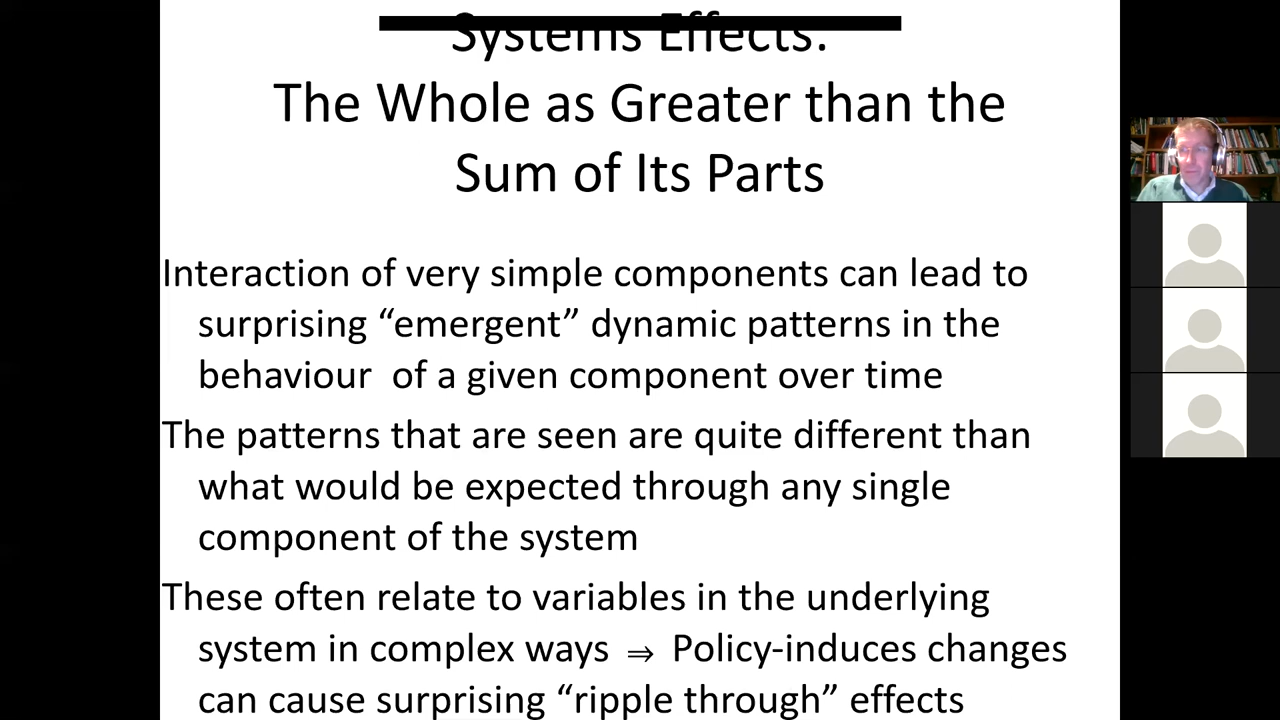 Systems Effects:
The Whole as Greater than the
Sum of Its Parts
Interaction of very simple components can lead to
surprising “emergent” dynamic patterns in the
behaviour  of a given component over time
The patterns that are seen are quite different than
what would be expected through any single
component of the system
These often relate to variables in the underlying
system in complex ways ⇒ Policy-induces changes
can cause surprising “ripple through” effects